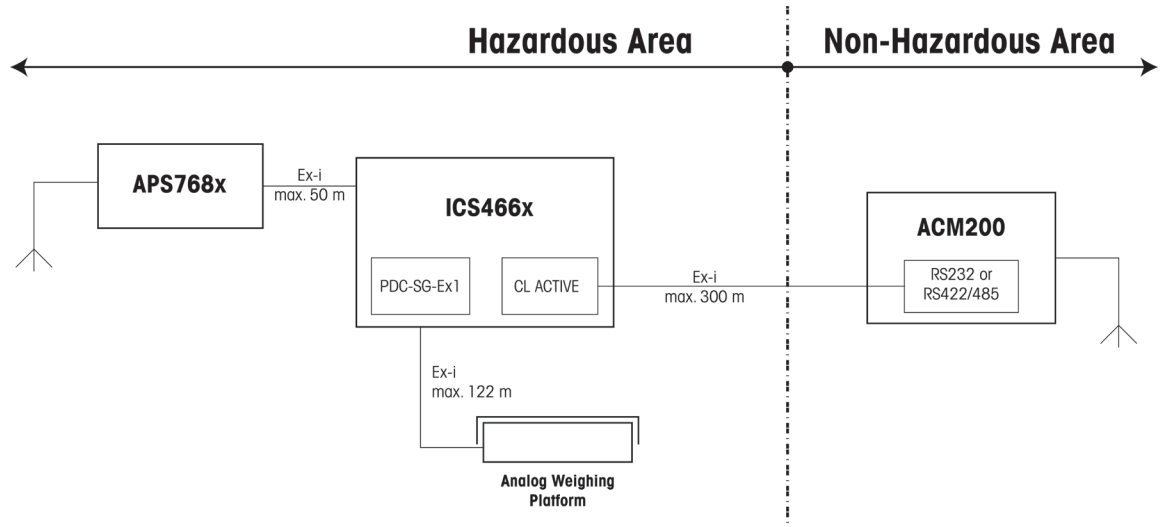 Hazardous Area
Non-Hazardous Area
APS768x
Ex-i
max. 50 m
ICS466x
PDC-SG-Ex1
CL ACTIVE
Ex-i
max. 300 m
ACM200
RS232 or
RS422/485
Ex-i
max. 122 m
Analog Weighing
Platform